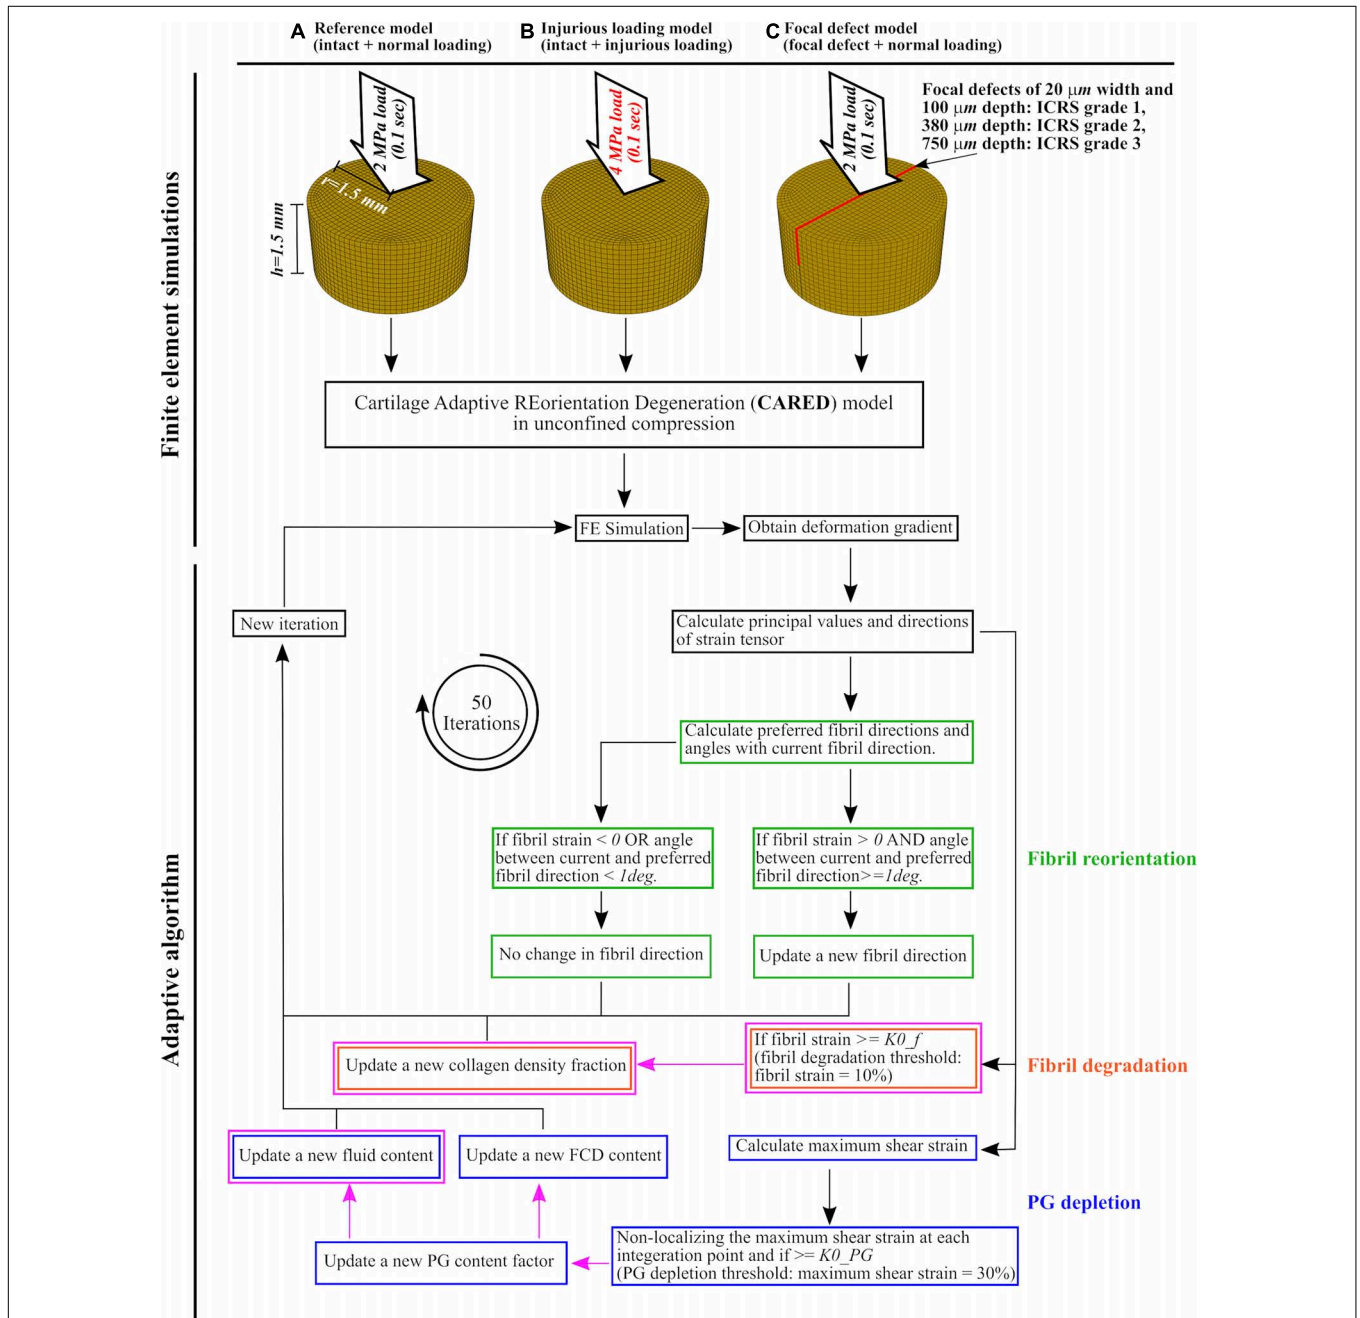 A Reference model
(intact + normal loading)
B Injurious loading model
(intact + injurious loading)
C Focal defect model
(focal defect + normal loading)
2 MPa load
(0.1 sec)
4 MPa load
(0.1 sec)
2 MPa load
(0.1 sec)
Focal defects of 20 μm width and
100 μm depth: ICRS grade 1,
380 μm depth: ICRS grade 2,
750 μm depth: ICRS grade 3
r=1.5 mm
h=1.5 mm
Finite element simulations
Cartilage Adaptive REorientation Degeneration (CARED) model
in unconfined compression
FE Simulation
Obtain deformation gradient
New iteration
Calculate principal values and directions
of strain tensor
50
Iterations
Calculate preferred fibril directions and
angles with current fibril direction.
If fibril strain < 0 OR angle
between current and preferred
fibril direction < 1deg.
If fibril strain > 0 AND angle
between current and preferred
fibril direction>=1deg.
Fibril reorientation
Adaptive algorithm
No change in fibril direction
Update a new fibril direction
Update a new collagen density fraction
If fibril strain >= K0_f
(fibril degradation threshold:
fibril strain = 10%)
Fibril degradation
Update a new fluid content
Update a new FCD content
Calculate maximum shear strain
PG depletion
Update a new PG content factor
Non-localizing the maximum shear strain at each
integeration point and if >= K0_PG
(PG depletion threshold: maximum shear strain = 30%)